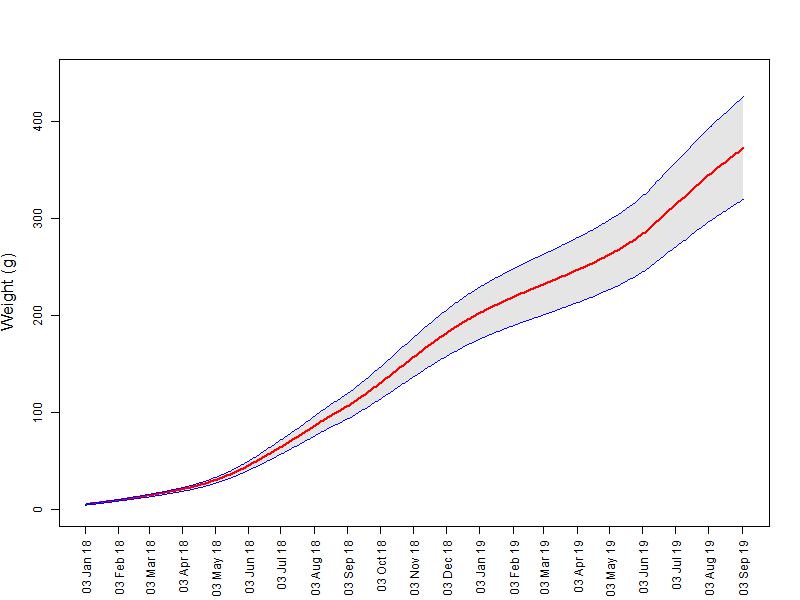 Weight (g)
400
300
200
100
0
03 Jan 18
03 Feb 18
03 Mar 18
03 Apr 18
03 May 18
03 Jun 18
03 Jul 18
03 Aug 18
03 Sep 18
03 Oct 18
03 Nov 18
03 Dec 18
03 Jan 19
03 Feb 19
03 Mar 19
03 Apr 19
03 May 19
03 Jun 19
03 Jul 19
03 Aug 19
03 Sep 19